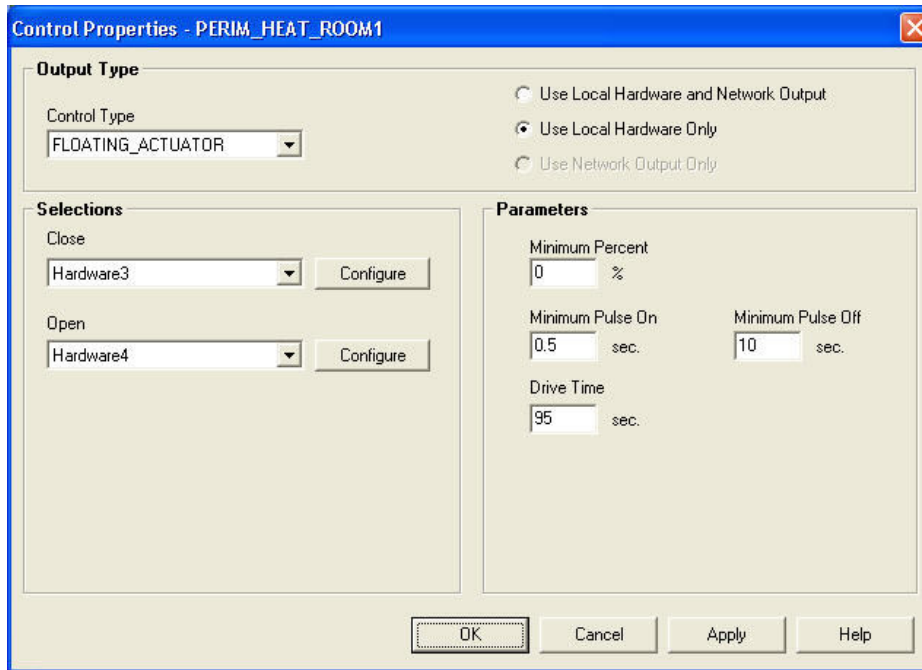 Control Properties - PERIM_HEAT_ROOM1
Output Type
Control Type
FLOATING_ACTUATOR
Use Local Hardware and Network Output
Use Local Hardware Only
Use Network Output Only
Selections
Close
Hardware3 Configure
Open
Hardware4 Configure
Parameters
Minimum Percent
0 %
Minimum Pulse On Minimum Pulse Off
0.5 sec. 10 sec.
Drive Time
95 sec.
OK Cancel Apply Help